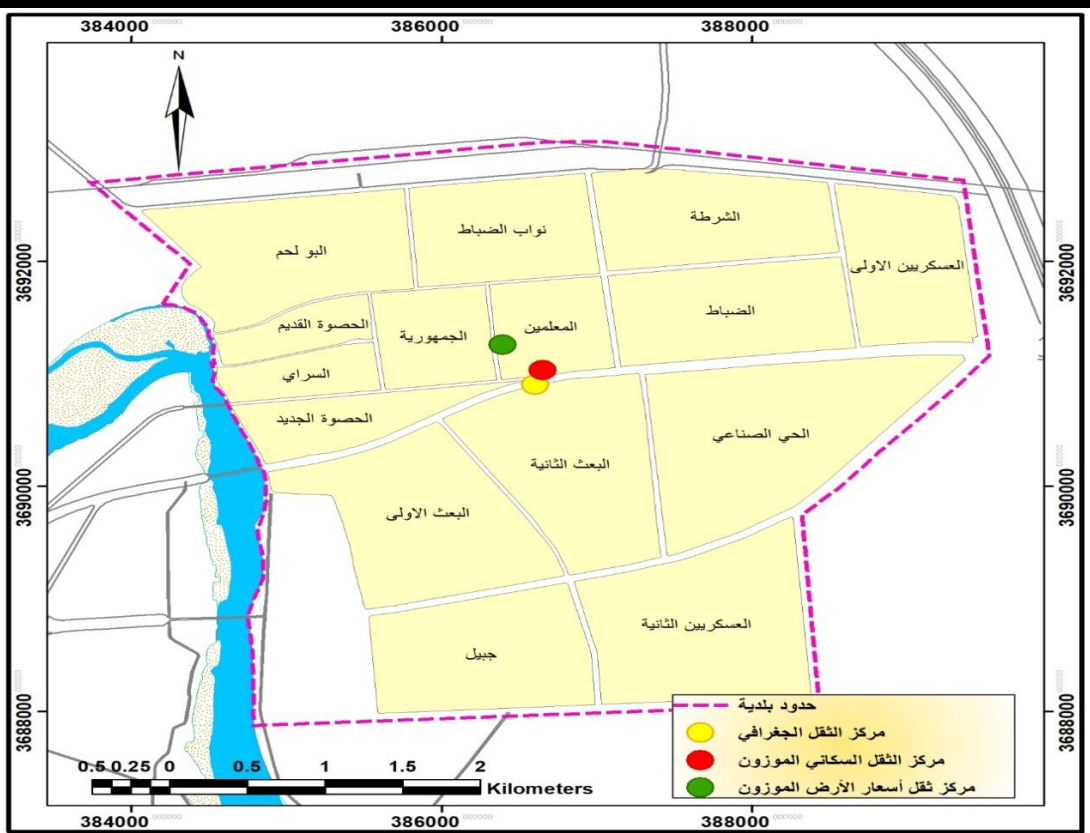 384000 386000 388000
N
3692000
3690000
3688000
3692000
3690000
3688000
الشرطة
نواب الضباط
البو لحم
العسكريين الاولى
الضباط
المعلمين
الحصوة القديم
الجمهورية
السراي
الحصوة الجديد
الحي الصناعي
البعث الثانية
البعث الاولى
العسكريين الثانية
جبيل
حدود بلدية
مركز الثقل الجغرافي
مركز الثقل السكاني الموزون
مركز ثقل أسعار الأرض الموزون
0.5 0.25 0 0.5 1 1.5 2
Kilometers
384000 386000 388000